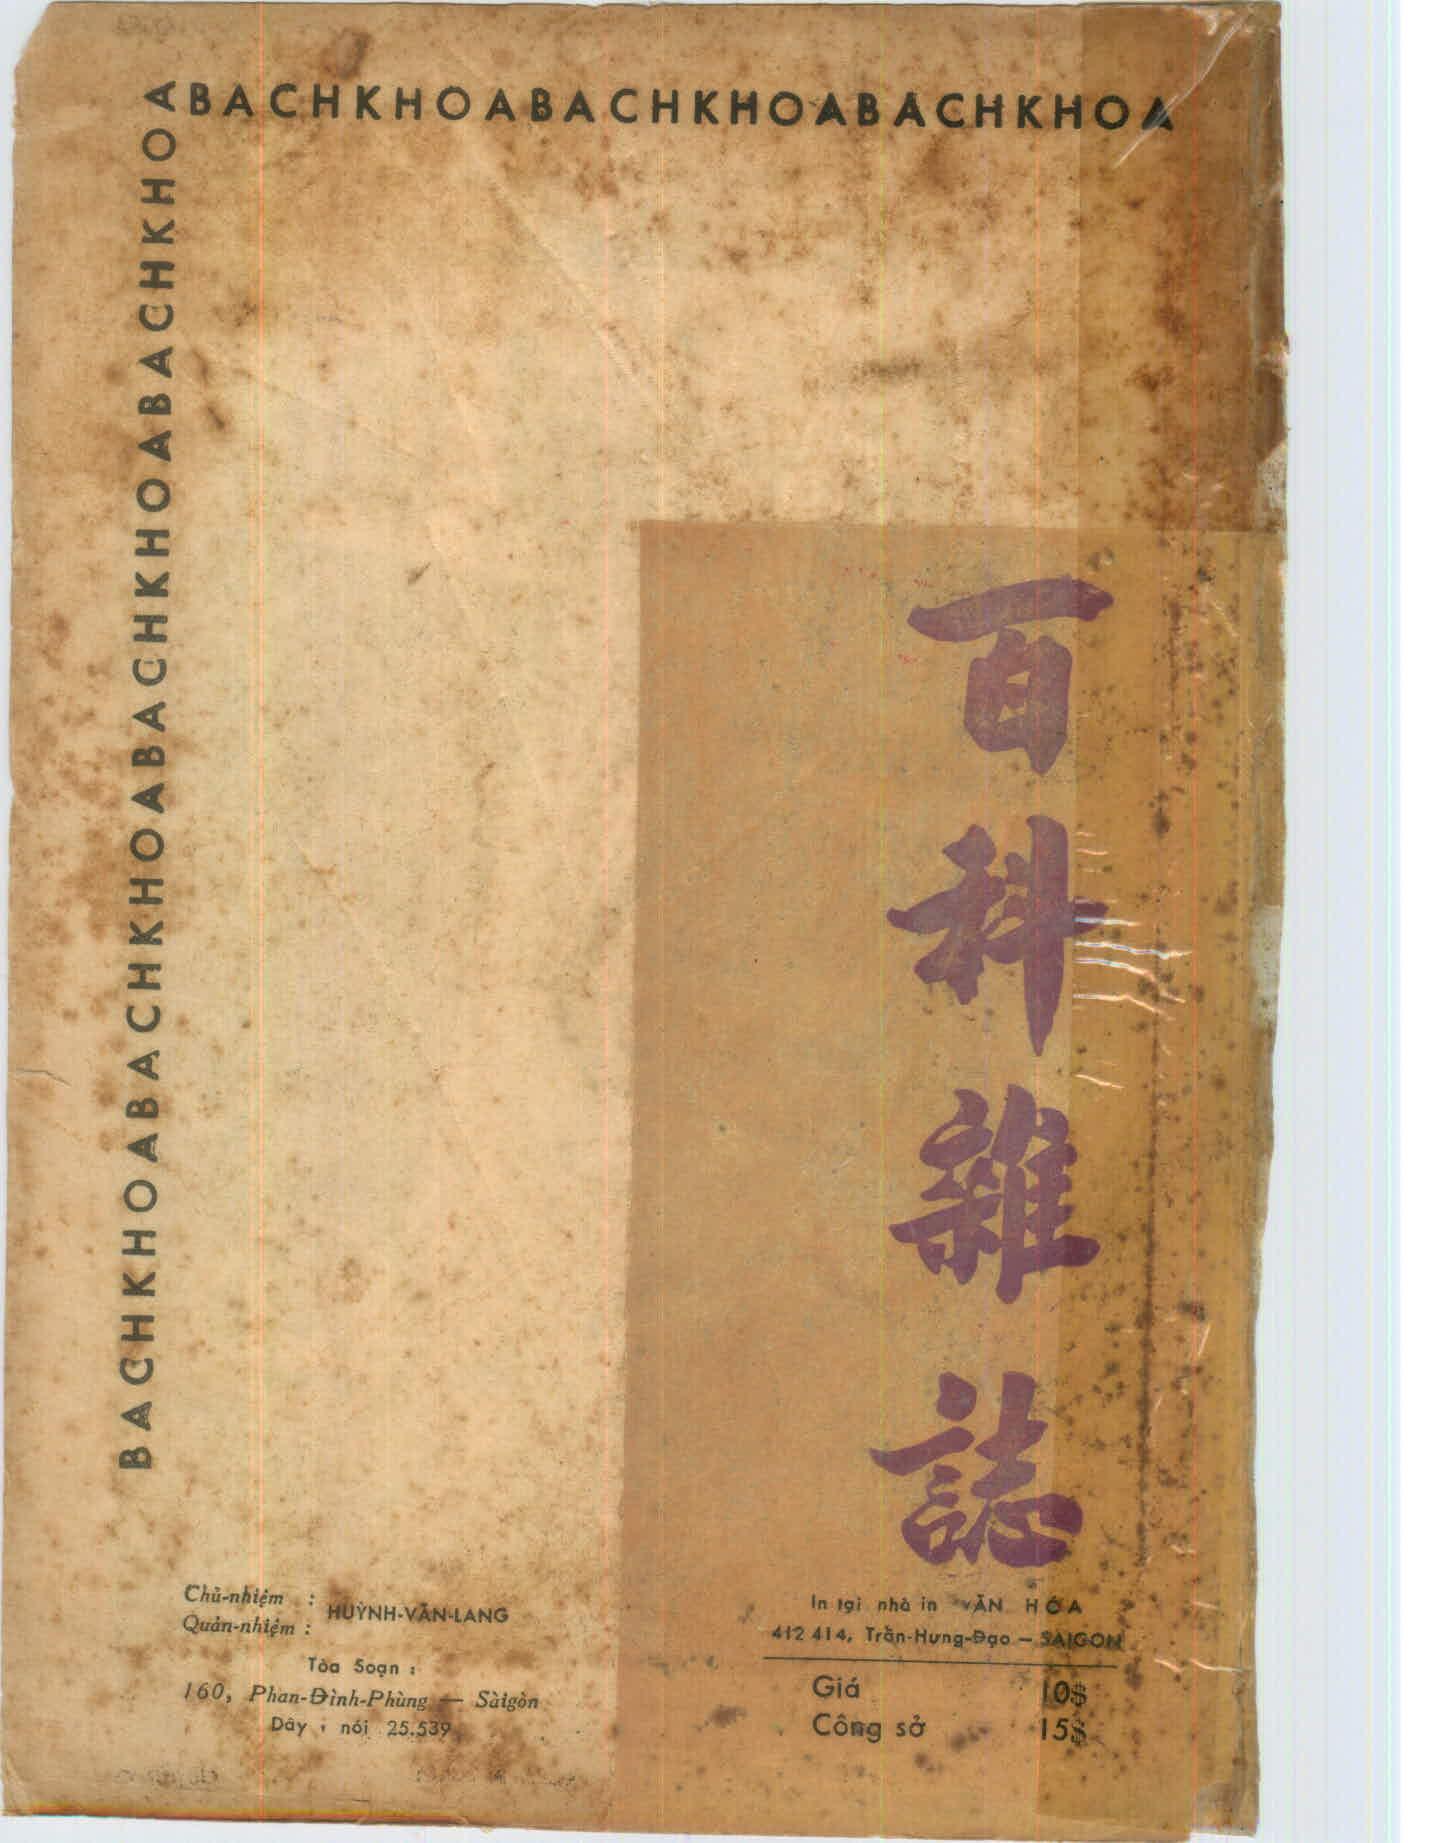 BACHKHOABACHKHOABACHKHOA
BACHKHOABACHKHOABACHKHOABACHKHOA
百科雜誌
Chủ-nhiệm :
Quản-nhiệm :
HUỲNH-VĂN-LANG
Tòa Soạn :
160, Phan-Đình-Phùng — Sàigòn
Dây nói 25.539
In tại nhà in VĂN HÓA
412 414, Trần-Hưng-Đạo — SAIGON
Giá 10$
Công sở 15$